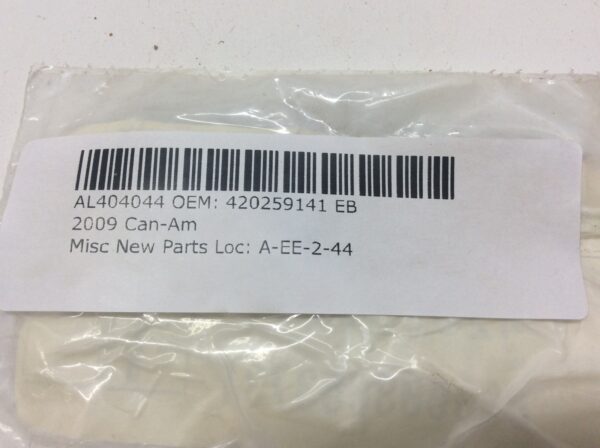 AL404044 OEM: 420259141 EB
2009 Can-Am
Misc New Parts Loc: A-EE-2-44